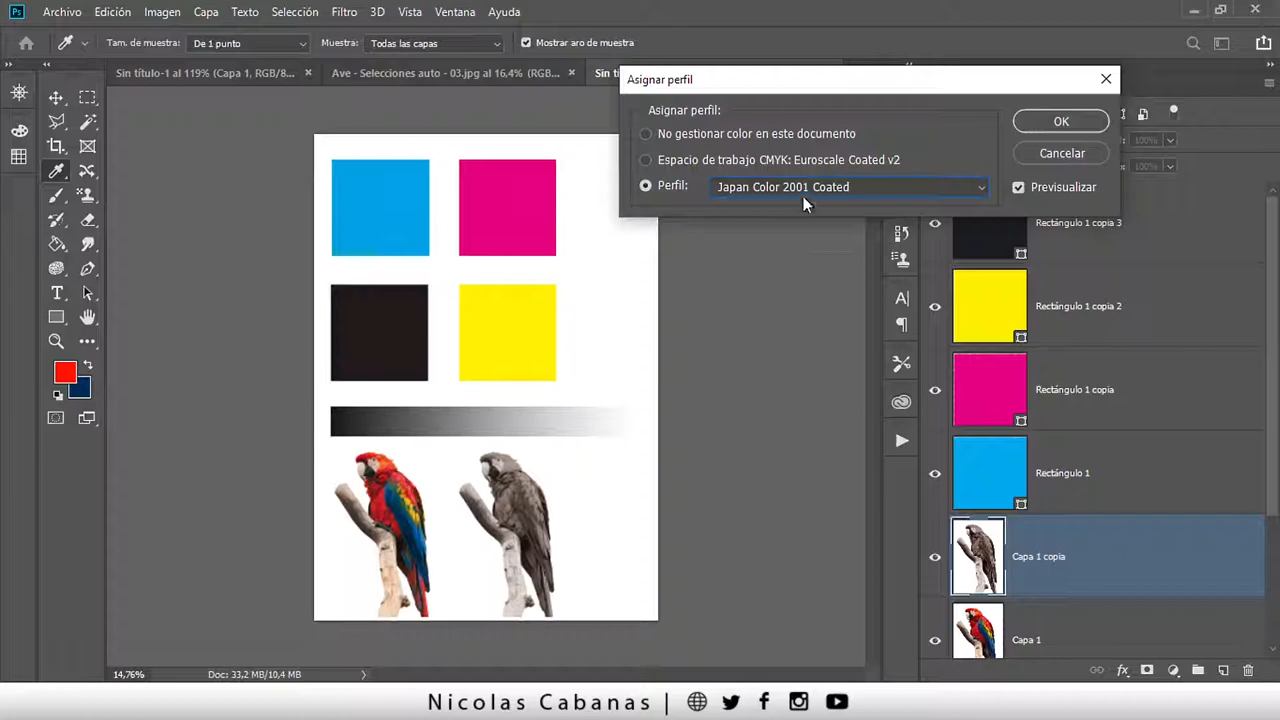 Ps Archivo Edición Imagen Capa Texto Selección Filtro 3D Vista Ventana Ayuda
Tam. de muestra: De 1 punto Muestra: Todas las capas Mostrar aro de muestra
Sin título-1 al 119% (Capa 1, RGB/8... × Ave - Selecciones auto - 03.jpg al 16,4% (RGB... × Sin tí
Asignar perfil
Asignar perfil:
No gestionar color en este documento
Espacio de trabajo CMYK: Euroscale Coated v2
Perfil: Japan Color 2001 Coated
OK
Cancelar
Previsualizar
100%
100%
Rectángulo 1 copia 3
Rectángulo 1 copia 2
Rectángulo 1 copia
Rectángulo 1
Capa 1 copia
Capa 1
14,76% Doc: 33,2 MB/10,4 MB
Nicolas Cabanas |